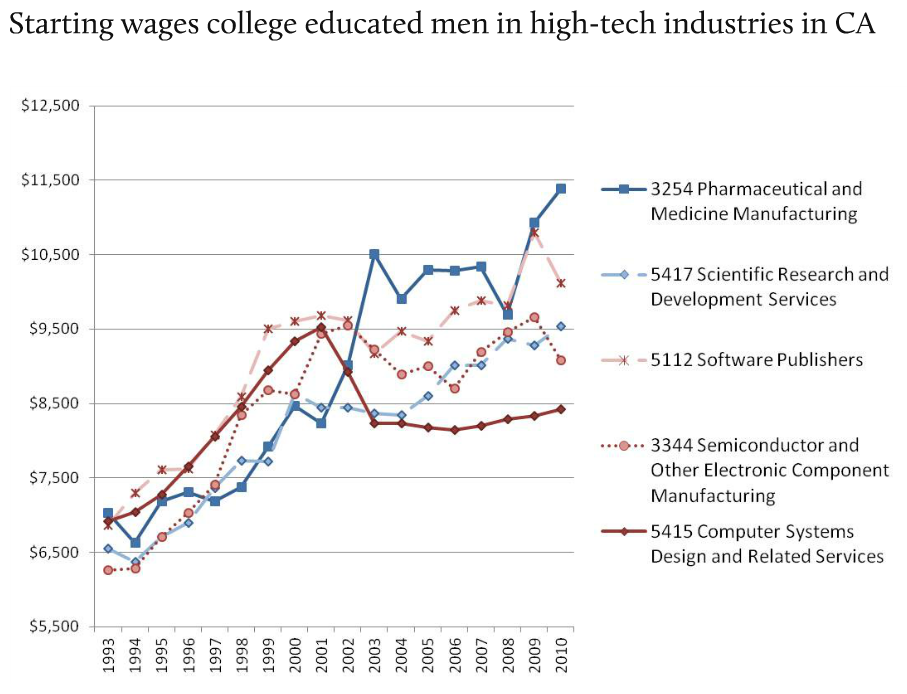 Starting wages college educated men in high-tech industries in CA
$12,500
$11,500
$10,500
$9,500
$8,500
$7,500
$6,500
$5,500
1993
1994
1995
1996
1997
1998
1999
2000
2001
2002
2003
2004
2005
2006
2007
2008
2009
2010
3254 Pharmaceutical and
Medicine Manufacturing
5417 Scientific Research and
Development Services
5112 Software Publishers
3344 Semiconductor and
Other Electronic Component
Manufacturing
5415 Computer Systems
Design and Related Services